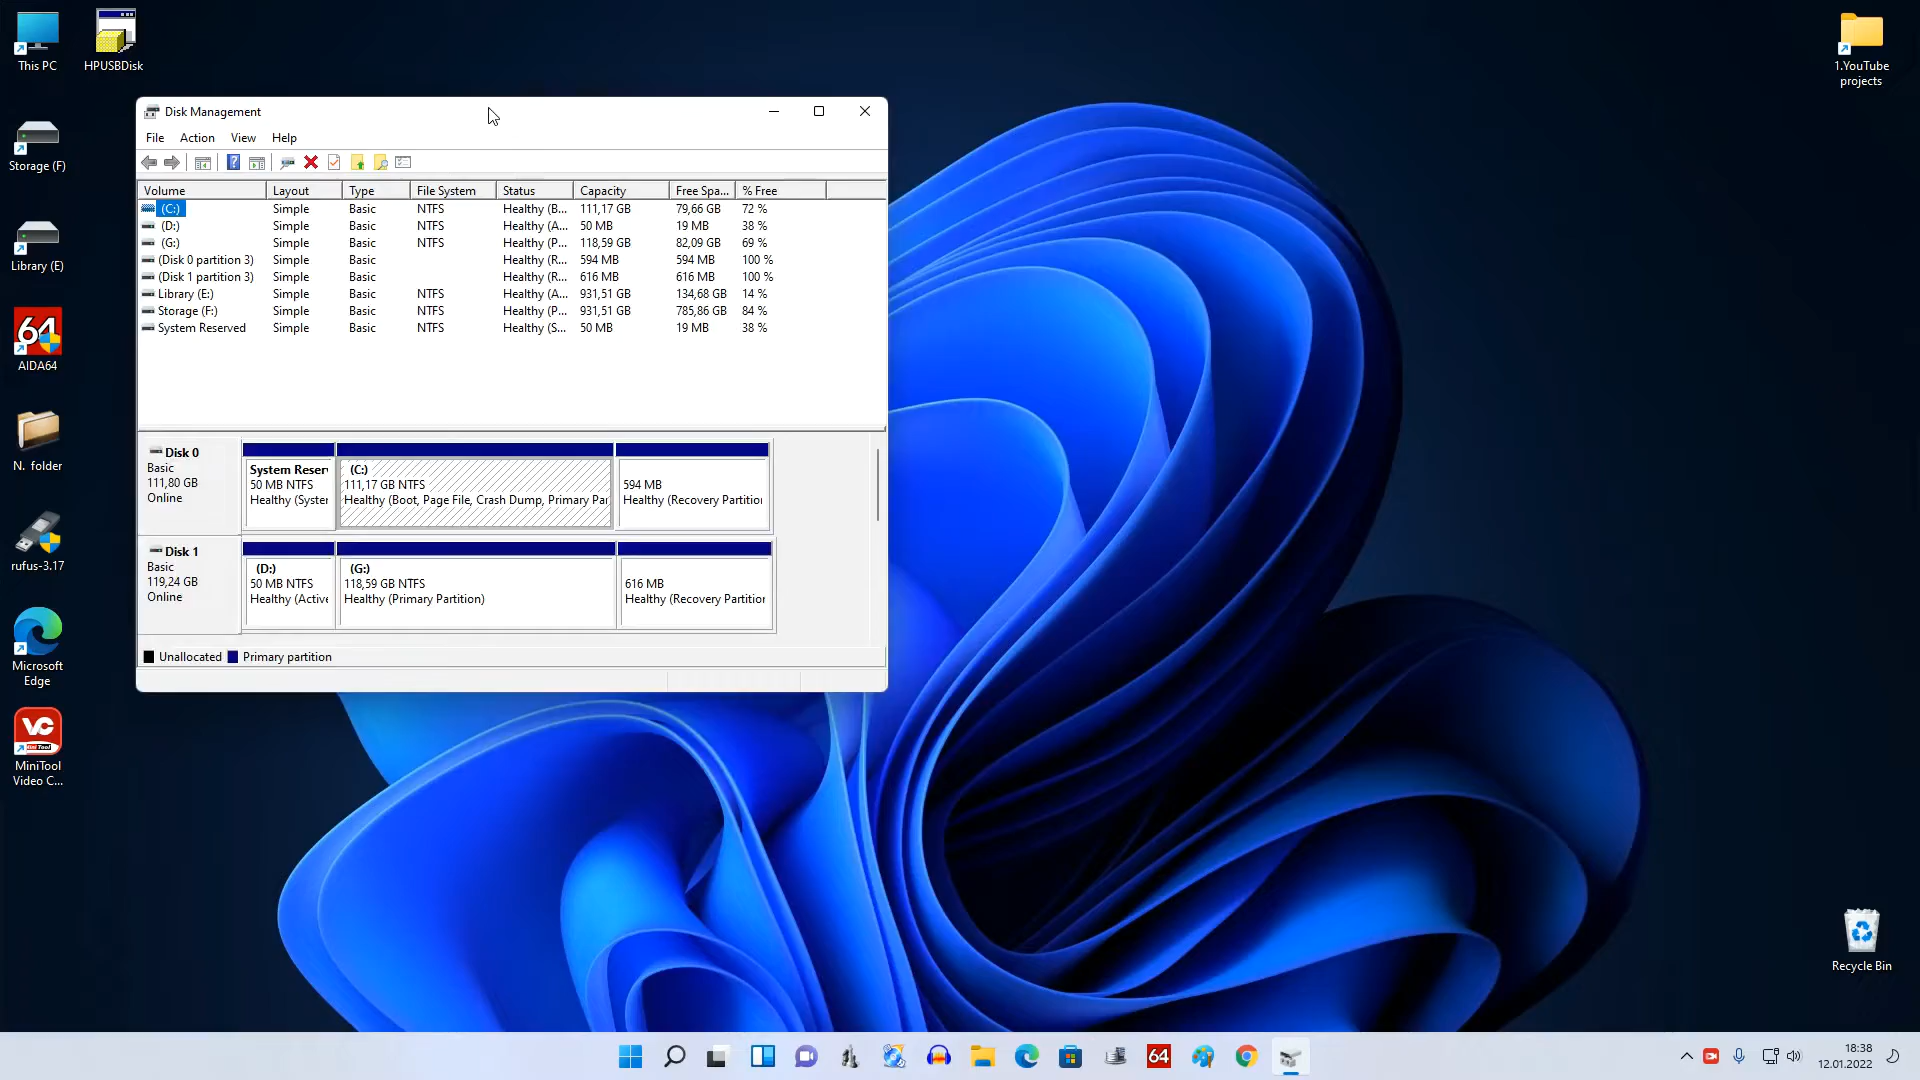 This PC
HPUSBDisk
1.YouTube
projects
Storage (F)
Library (E)
64
AIDA64
N. folder
rufus-3.17
Microsoft
Edge
VC
MiniTool
MiniTool
Video C...
Recycle Bin
Disk Management
File Action View Help
Volume Layout Type File System Status Capacity Free Spa... % Free
(C:) Simple Basic NTFS Healthy (B... 111,17 GB 79,66 GB 72 %
(D:) Simple Basic NTFS Healthy (A... 50 MB 19 MB 38 %
(G:) Simple Basic NTFS Healthy (P... 118,59 GB 82,09 GB 69 %
(Disk 0 partition 3) Simple Basic Healthy (R... 594 MB 594 MB 100 %
(Disk 1 partition 3) Simple Basic Healthy (R... 616 MB 616 MB 100 %
Library (E:) Simple Basic NTFS Healthy (A... 931,51 GB 134,68 GB 14 %
Storage (F:) Simple Basic NTFS Healthy (P... 931,51 GB 785,86 GB 84 %
System Reserved Simple Basic NTFS Healthy (S... 50 MB 19 MB 38 %
Disk 0
Basic
111,80 GB
Online
System Reser
50 MB NTFS
Healthy (Syster
(C:)
111,17 GB NTFS
Healthy (Boot, Page File, Crash Dump, Primary Par
594 MB
Healthy (Recovery Partitior
Disk 1
Basic
119,24 GB
Online
(D:)
50 MB NTFS
Healthy (Active
(G:)
118,59 GB NTFS
Healthy (Primary Partition)
616 MB
Healthy (Recovery Partitior
Unallocated Primary partition
64
18:38
12.01.2022